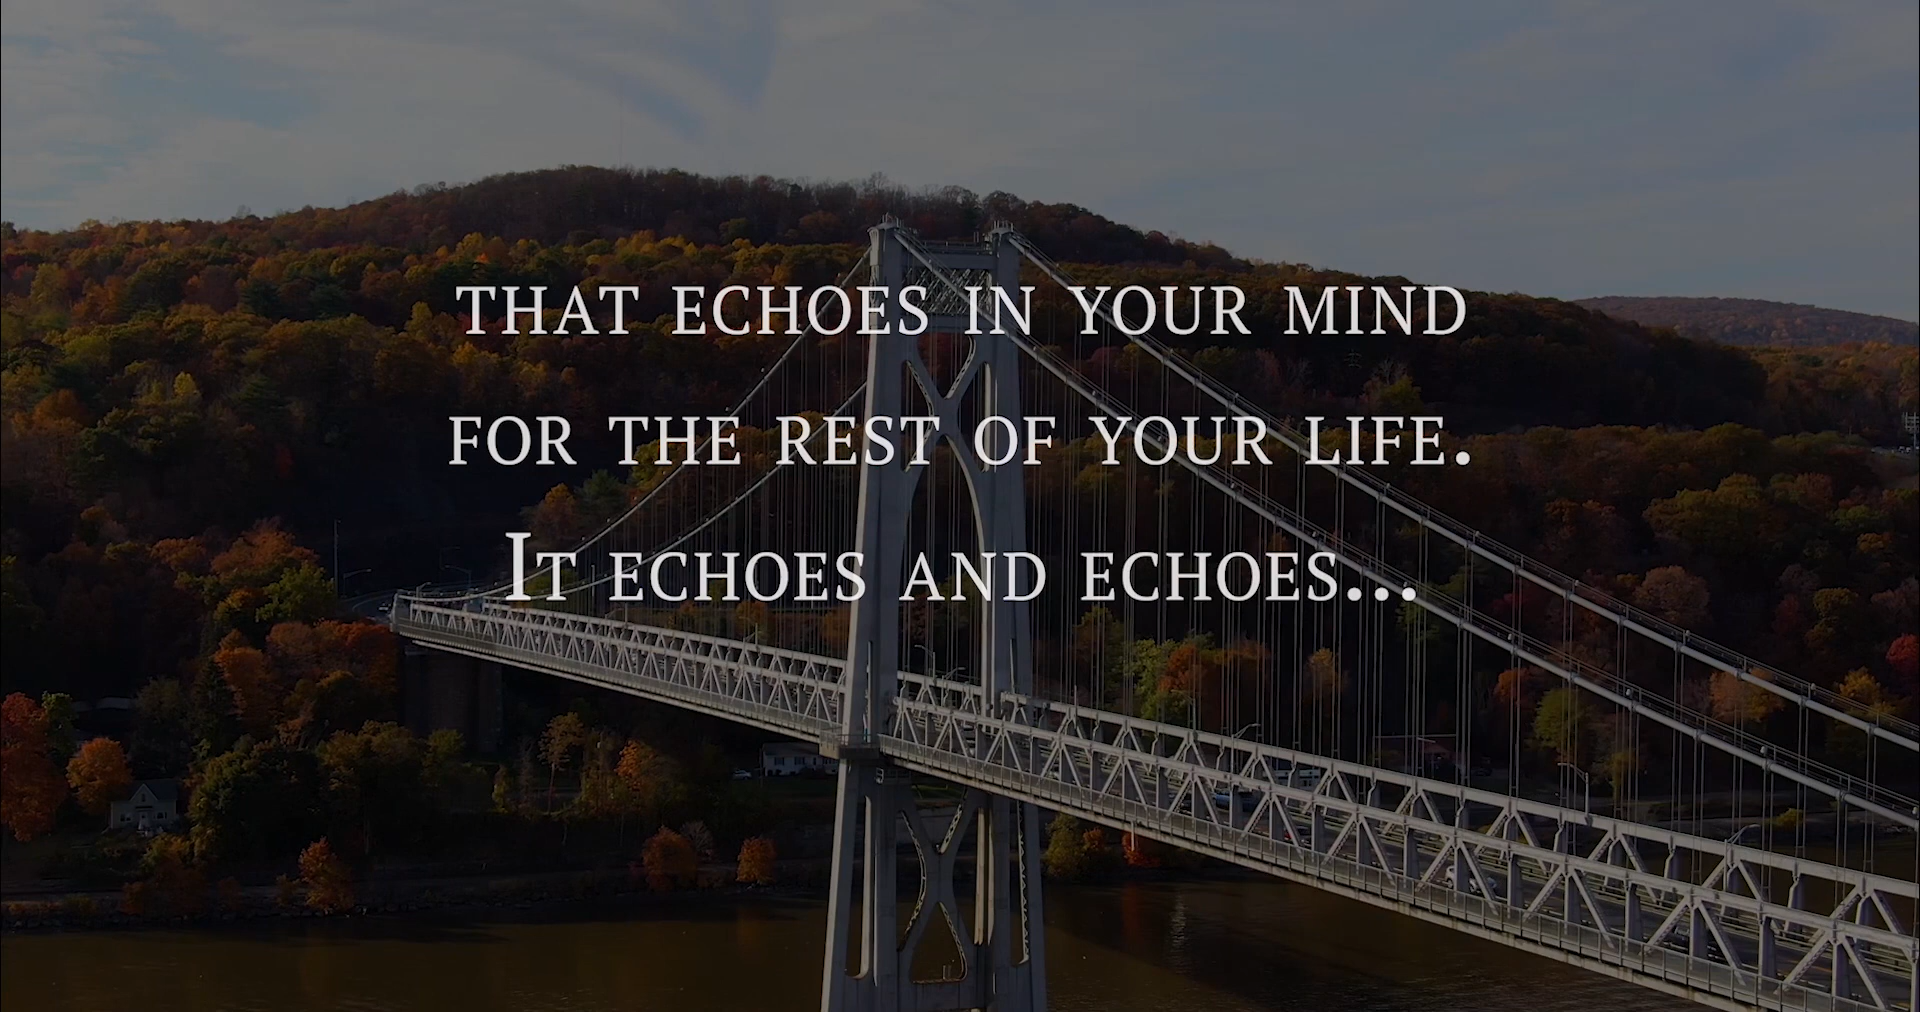 that echoes in your mind
for the rest of your life.
It echoes and echoes...